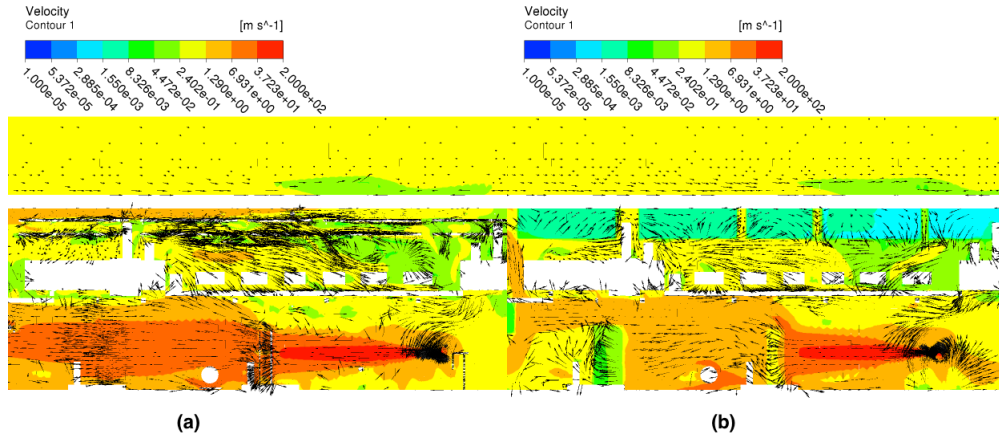 Velocity
Contour 1
[m s^-1]
1.000e-05
5.372e-05
2.885e-04
1.550e-03
8.326e-03
4.472e-02
2.402e-01
1.290e+00
6.931e+00
3.723e+01
2.000e+02
Velocity
Contour 1
[m s^-1]
1.000e-05
5.372e-05
2.885e-04
1.550e-03
8.326e-03
4.472e-02
2.402e-01
1.290e+00
6.931e+00
3.723e+01
2.000e+02
(a)
(b)